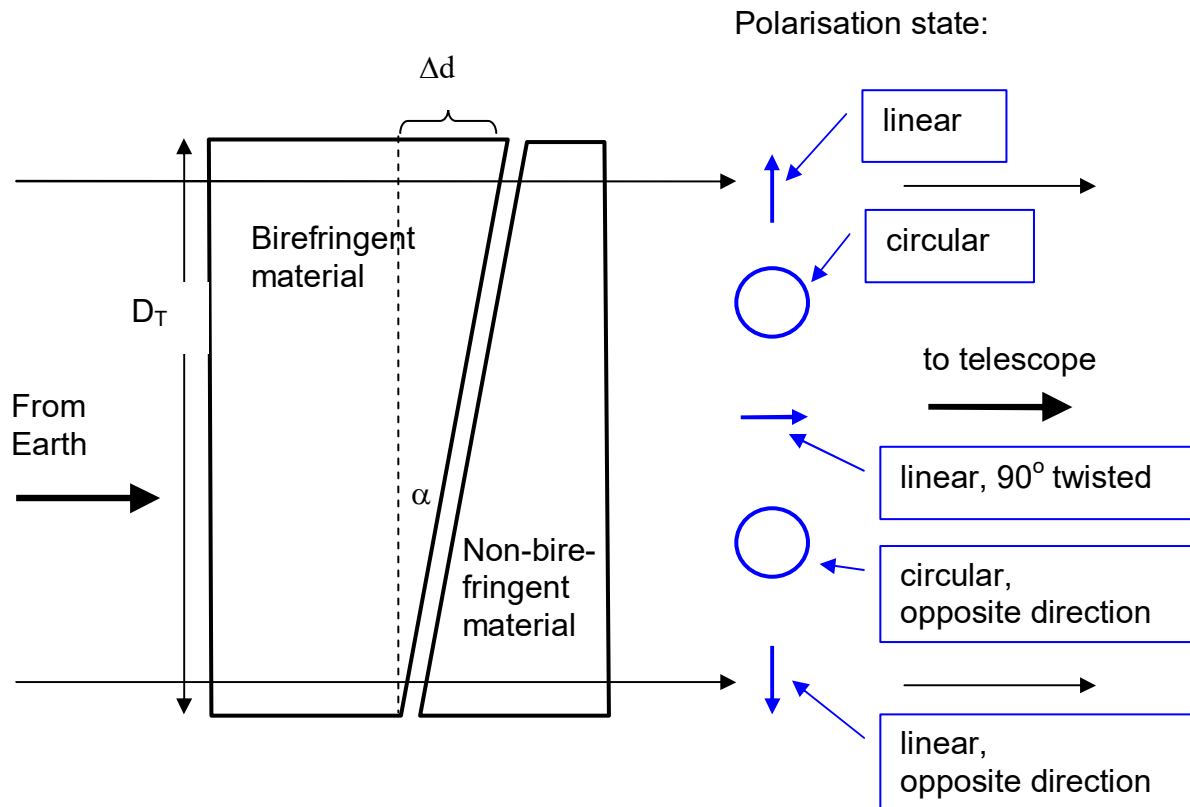 Polarisation state:
Δd
linear
circular
Birefringent
material
D_T
to telescope
From
Earth
α
linear, 90° twisted
Non-bire-
fringent
material
circular,
opposite direction
linear,
opposite direction